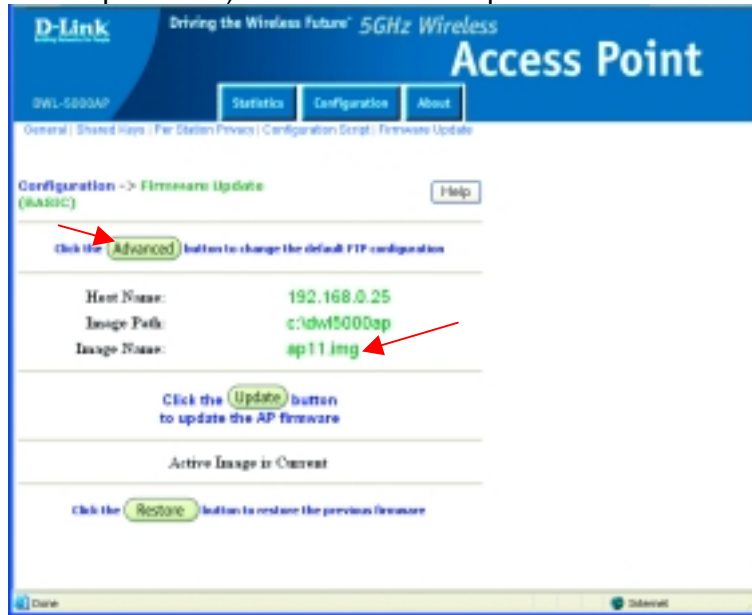 D-Link
Driving the Wireless Future 5GHz Wireless
Access Point
DWL-5000AP
Statistics Configuration About
General | Shared Keys | Per Station Privacy | Configuration Script | Firmware Update
Configuration -> Firmware Update
(BASIC)
Help
Click the Advanced button to change the default FTP configuration
Host Name: 192.168.0.25
Image Path: c:\dwl5000ap
Image Name: ap11.img
Click the Update button
to update the AP firmware
Active Image is Current
Click the Restore button to restore the previous firmware
Done Internet